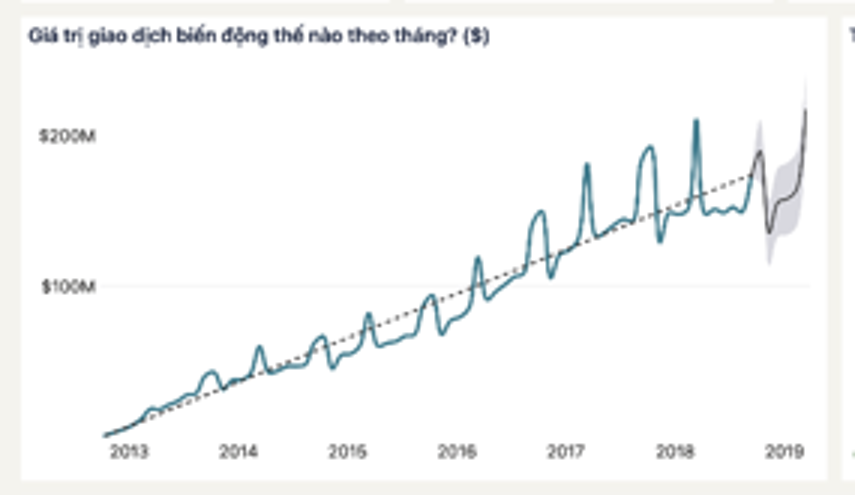 Giá trị giao dịch biến động thế nào theo tháng? ($)
$200M
$100M
2013 2014 2015 2016 2017 2018 2019